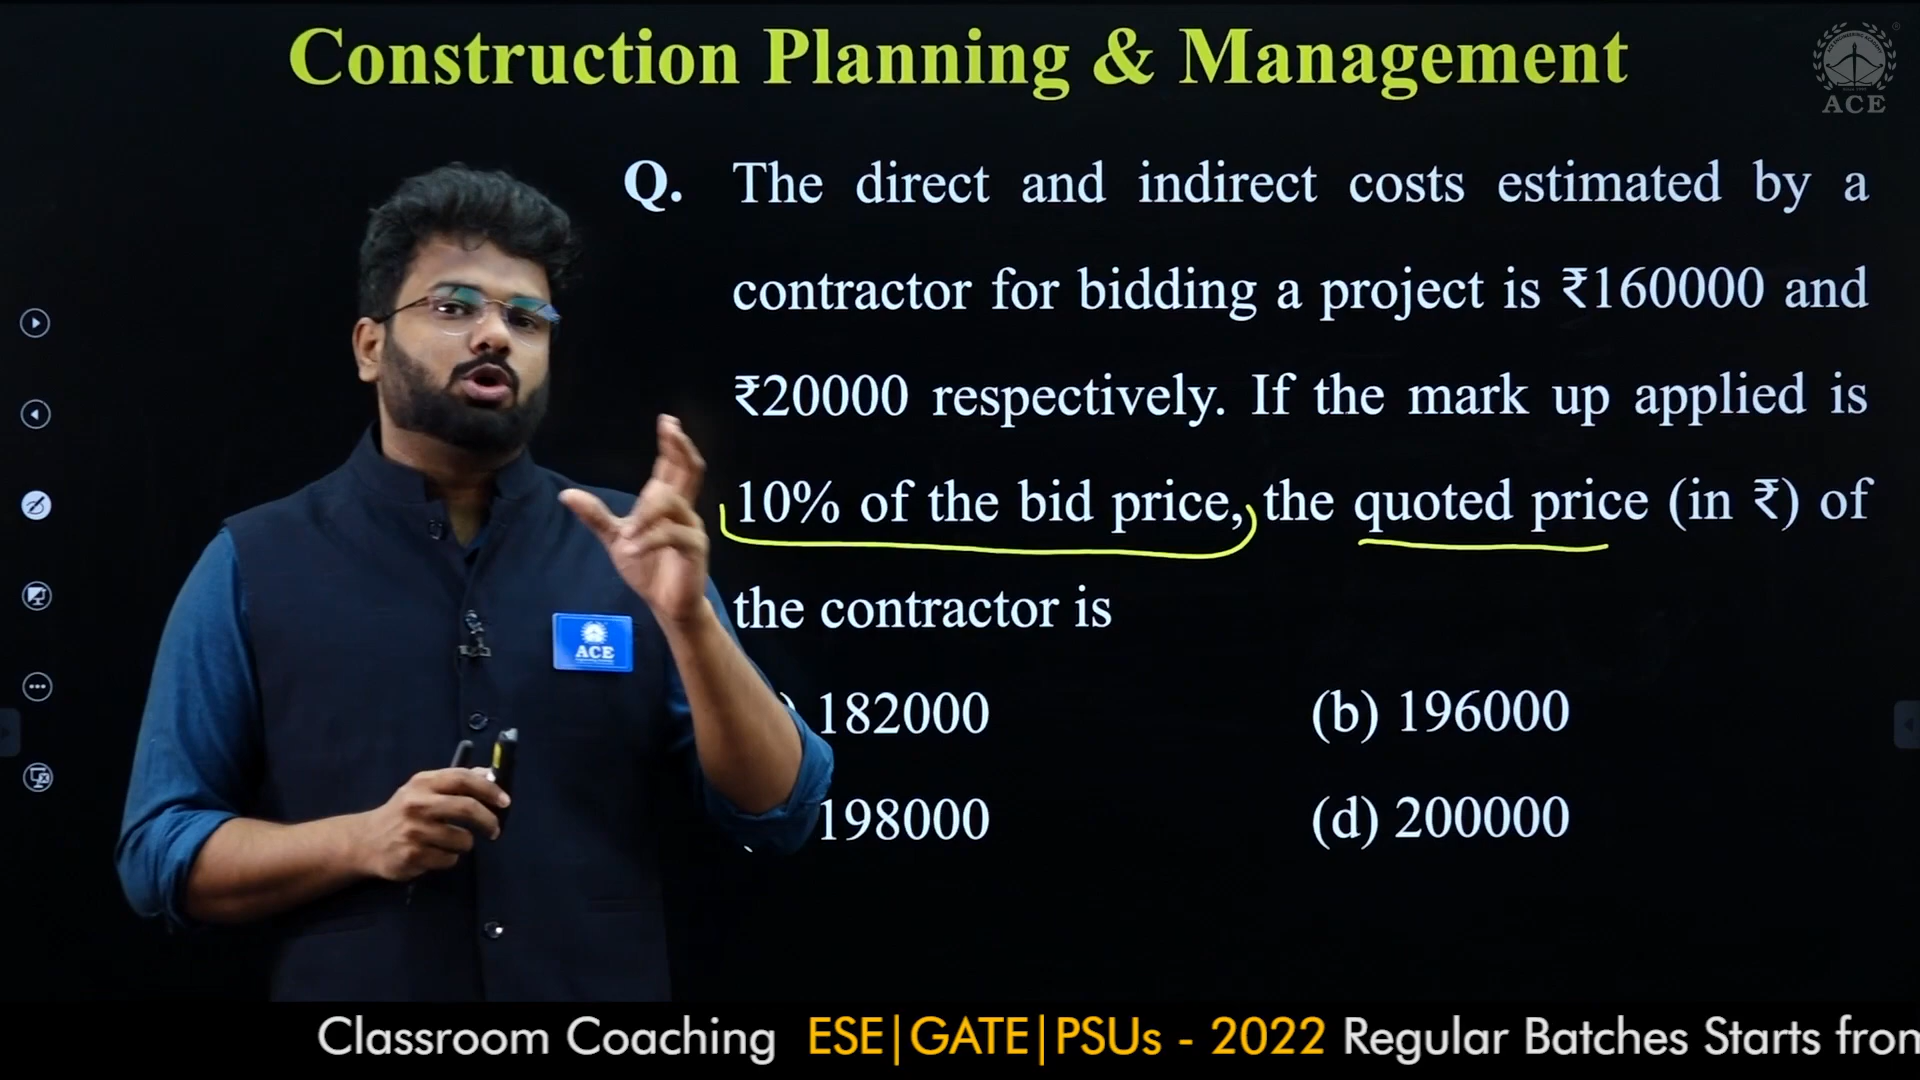 Construction Planning & Management
ACE
Q. The direct and indirect costs estimated by a
contractor for bidding a project is ₹160000 and
₹20000 respectively. If the mark up applied is
10% of the bid price, the quoted price (in ₹) of
the contractor is
) 182000 (b) 196000
198000 (d) 200000
ACE
Classroom Coaching ESE|GATE|PSUs - 2022 Regular Batches Starts from